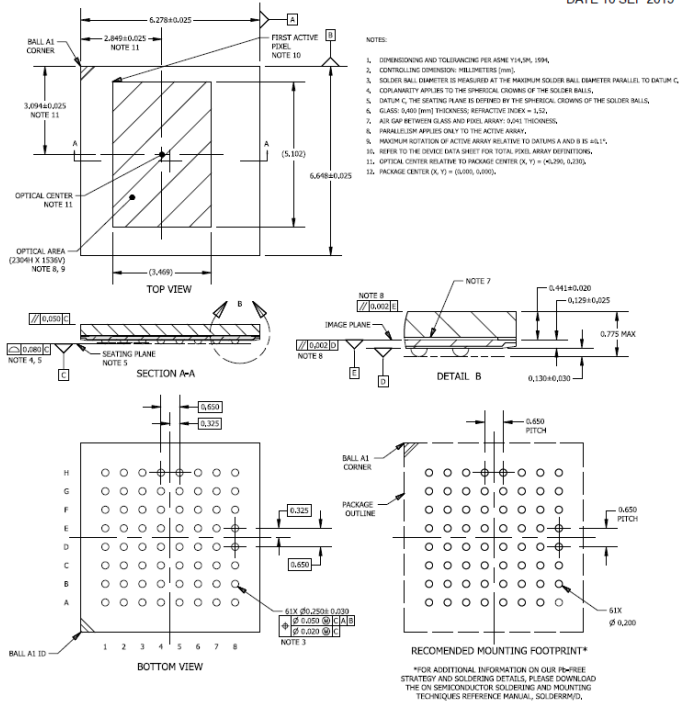 DATE 10 SEP 2019
6.278±0.025
A
2.849±0.025
NOTE 11
BALL A1
CORNER
FIRST ACTIVE
PIXEL
NOTE 10
B
3.094±0.025
NOTE 11
A
A
(5.102)
6.648±0.025
OPTICAL CENTER
NOTE 11
OPTICAL AREA
(2304H X 1536V)
NOTE 8, 9
(3.469)
TOP VIEW
NOTES:
1. DIMENSIONING AND TOLERANCING PER ASME Y14.5M, 1994.
2. CONTROLLING DIMENSION: MILLIMETERS [mm].
3. SOLDER BALL DIAMETER IS MEASURED AT THE MAXIMUM SOLDER BALL DIAMETER PARALLEL TO DATUM C.
4. COPLANARITY APPLIES TO THE SPHERICAL CROWNS OF THE SOLDER BALLS.
5. DATUM C, THE SEATING PLANE IS DEFINED BY THE SPHERICAL CROWNS OF THE SOLDER BALLS.
6. GLASS: 0.400 [mm] THICKNESS; REFRACTIVE INDEX = 1.52.
7. AIR GAP BETWEEN GLASS AND PIXEL ARRAY: 0.041 THICKNESS.
8. PARALLELISM APPLIES ONLY TO THE ACTIVE ARRAY.
9. MAXIMUM ROTATION OF ACTIVE ARRAY RELATIVE TO DATUMS A AND B IS ±0.1°.
10. REFER TO THE DEVICE DATA SHEET FOR TOTAL PIXEL ARRAY DEFINITIONS.
11. OPTICAL CENTER RELATIVE TO PACKAGE CENTER (X, Y) = (-0.290, 0.230).
12. PACKAGE CENTER (X, Y) = (0.000, 0.000).
// 0.050 C
B
0.080 C
NOTE 4, 5
SEATING PLANE
NOTE 5
C
SECTION A-A
NOTE 8
// 0.002 E
IMAGE PLANE
// 0.002 D
NOTE 8
E
D
NOTE 7
0.441±0.020
0.129±0.025
0.775 MAX
0.130±0.030
DETAIL B
0.650
0.325
H
G
F
E
D
C
B
A
0.325
0.650
61X Ø0.250± 0.030
⌖ Ø 0.050 Ⓜ C A B
Ø 0.020 Ⓜ C
NOTE 3
BALL A1 ID
1 2 3 4 5 6 7 8
BOTTOM VIEW
0.650
PITCH
BALL A1
CORNER
PACKAGE
OUTLINE
0.650
PITCH
61X
Ø 0.200
RECOMENDED MOUNTING FOOTPRINT*
*FOR ADDITIONAL INFORMATION ON OUR Pb-FREE
STRATEGY AND SOLDERING DETAILS, PLEASE DOWNLOAD
THE ON SEMICONDUCTOR SOLDERING AND MOUNTING
TECHNIQUES REFERENCE MANUAL, SOLDERRM/D.